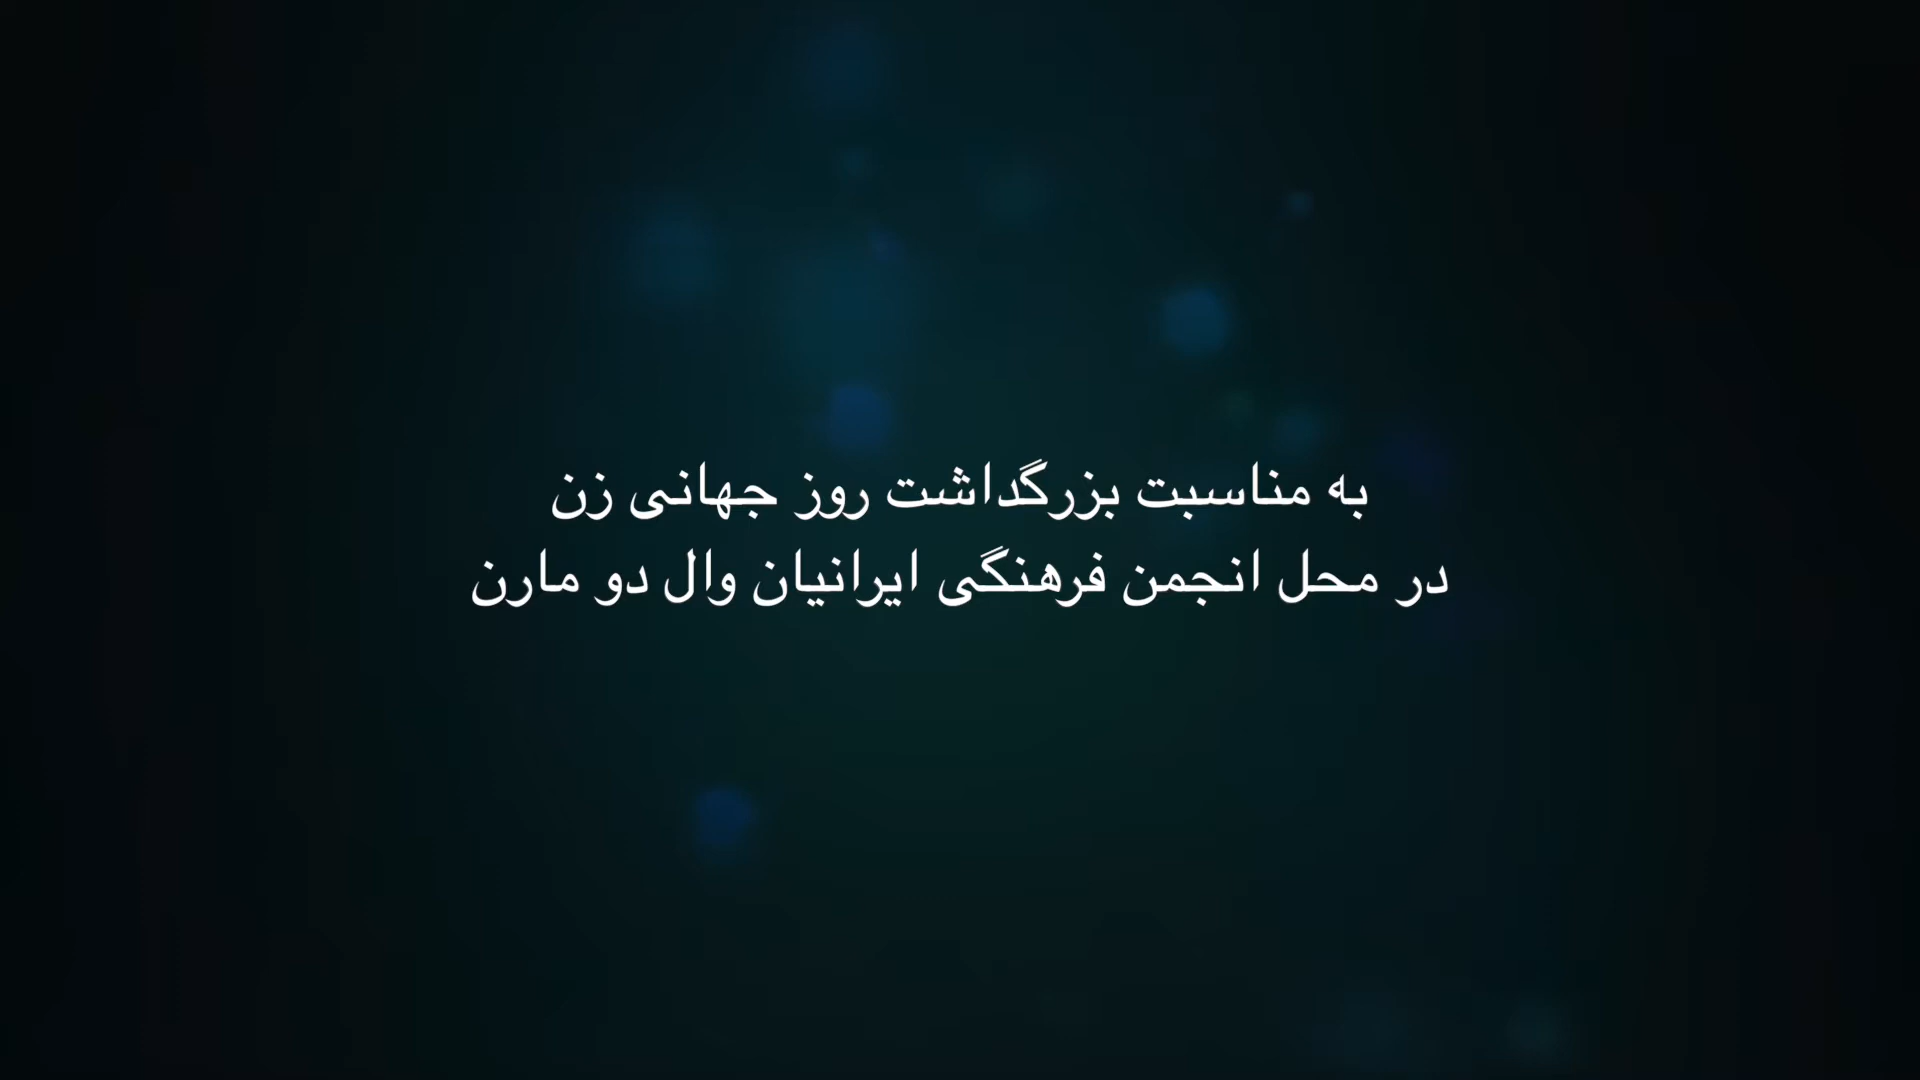 به مناسبت بزرگداشت روز جهانی زن
در محل انجمن فرهنگی ایرانیان وال دو مارن